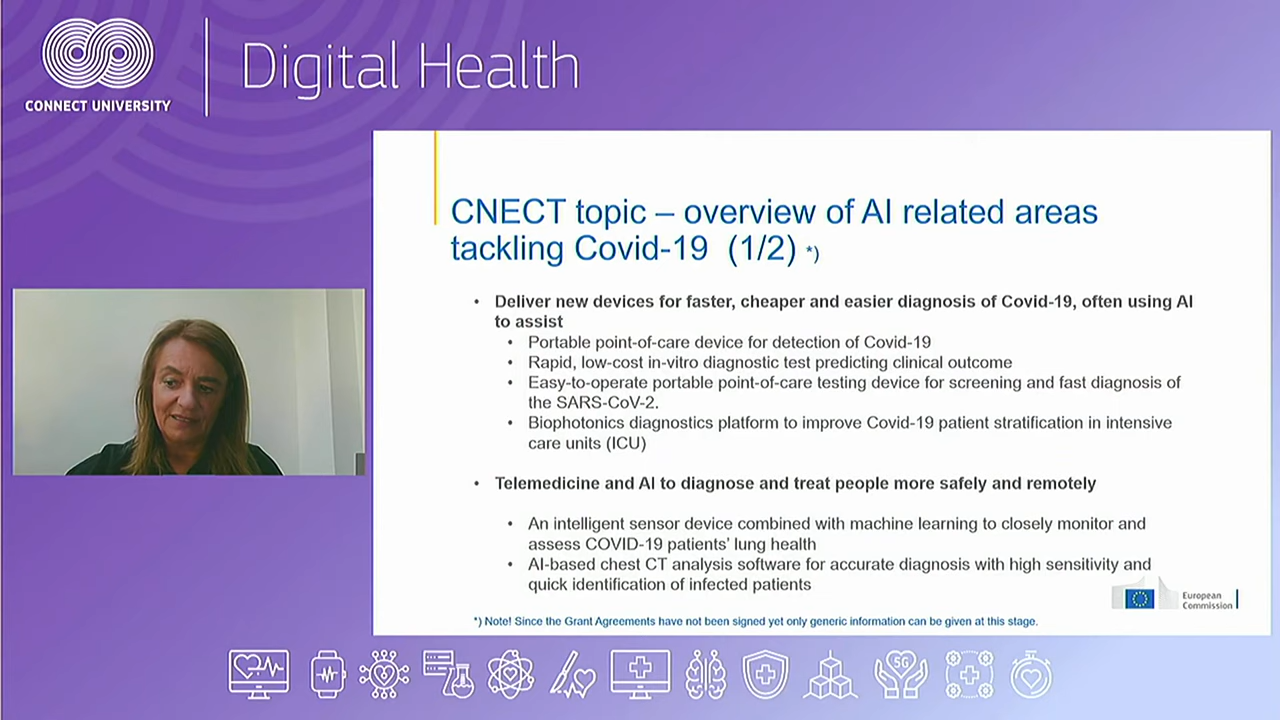 CONNECT UNIVERSITY
Digital Health
CNECT topic – overview of AI related areas
tackling Covid-19 (1/2) *)
• Deliver new devices for faster, cheaper and easier diagnosis of Covid-19, often using AI
to assist
• Portable point-of-care device for detection of Covid-19
• Rapid, low-cost in-vitro diagnostic test predicting clinical outcome
• Easy-to-operate portable point-of-care testing device for screening and fast diagnosis of
the SARS-CoV-2.
• Biophotonics diagnostics platform to improve Covid-19 patient stratification in intensive
care units (ICU)
• Telemedicine and AI to diagnose and treat people more safely and remotely
• An intelligent sensor device combined with machine learning to closely monitor and
assess COVID-19 patients’ lung health
• AI-based chest CT analysis software for accurate diagnosis with high sensitivity and
quick identification of infected patients
European
Commission
*) Note! Since the Grant Agreements have not been signed yet only generic information can be given at this stage.
5G